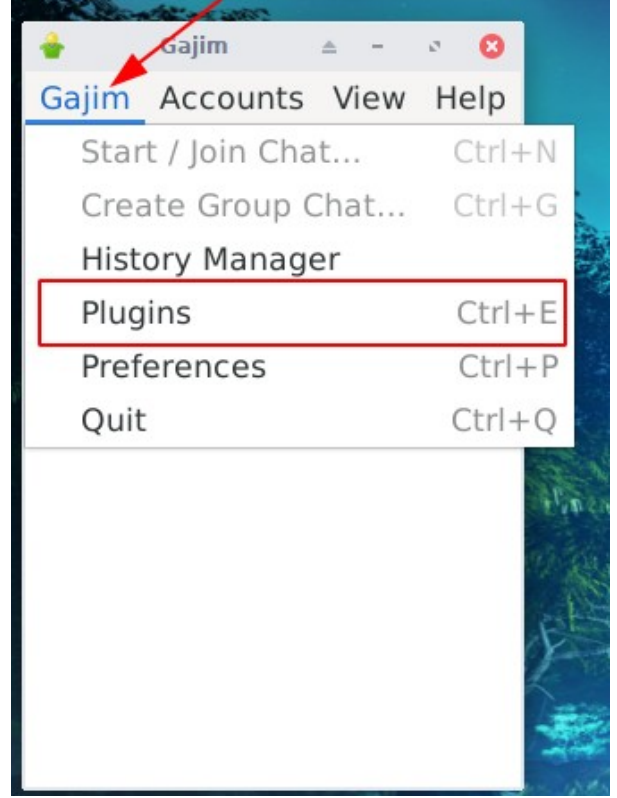 Gajim
Gajim Accounts View Help
Start / Join Chat... Ctrl+N
Create Group Chat... Ctrl+G
History Manager
Plugins Ctrl+E
Preferences Ctrl+P
Quit Ctrl+Q